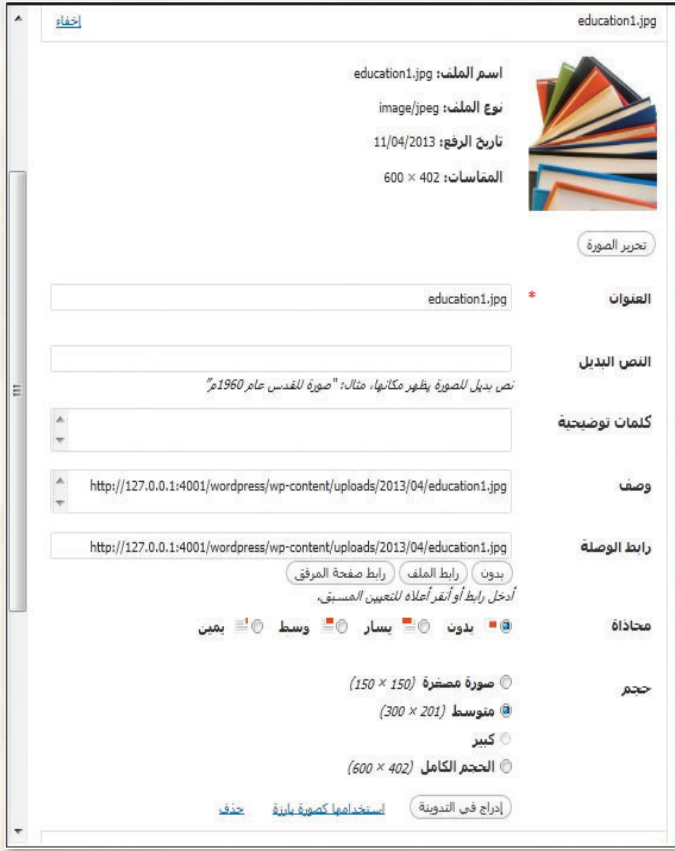 education1.jpg إخفاء
اسم الملف: education1.jpg
نوع الملف: image/jpeg
تاريخ الرفع: 11/04/2013
المقاسات: 600 × 402
تحرير الصورة
العنوان * education1.jpg
النص البديل
نص بديل للصورة يظهر مكانها، مثال: "صورة للقدس عام 1960م"
كلمات توضيحية
وصف http://127.0.0.1:4001/wordpress/wp-content/uploads/2013/04/education1.jpg
رابط الوصلة http://127.0.0.1:4001/wordpress/wp-content/uploads/2013/04/education1.jpg
بدون رابط الملف رابط صفحة المرفق
أدخل رابط أو أنقر أعلاه للتعيين المسبق.
محاذاة بدون يسار وسط يمين
حجم صورة مصغرة (150 × 150)
متوسط (300 × 201)
كبير
الحجم الكامل (600 × 402)
إدراج في التدوينة استخدامها كصورة بارزة حذف